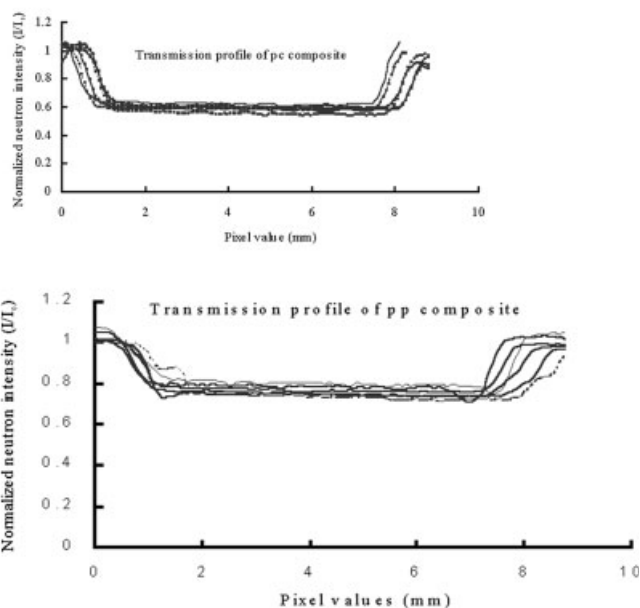 Normalized neutron intensity (I/I₀)
1.2
1
0.8
0.6
0.4
0.2
0
Transmission profile of pc composite
0 2 4 6 8 10
Pixel value (mm)
Normalized neutron intensity (I/I₀)
1.2
1
0.8
0.6
0.4
0.2
0
Transmission profile of pp composite
0 2 4 6 8 10
Pixel values (mm)